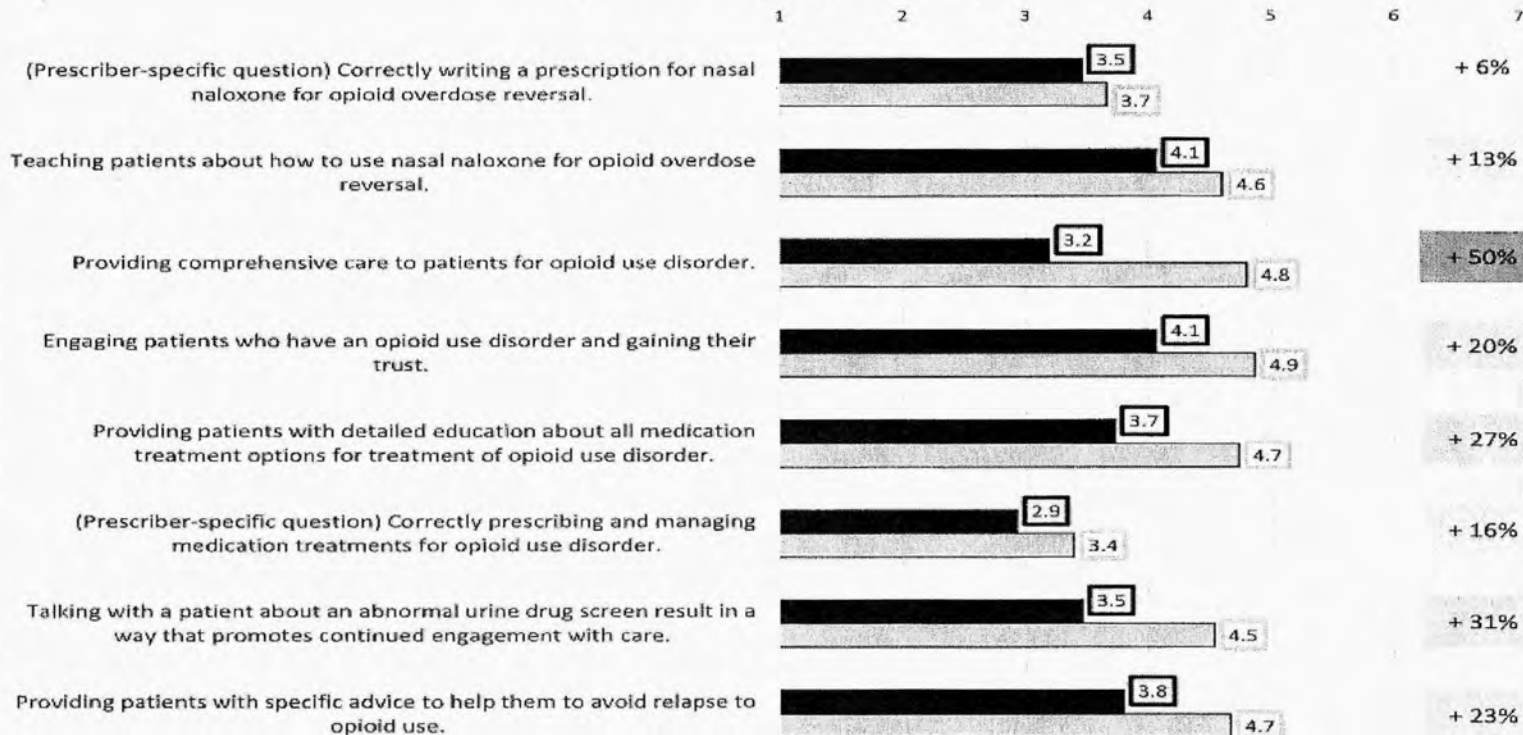 1 2 3 4 5 6 7
(Prescriber-specific question) Correctly writing a prescription for nasal
naloxone for opioid overdose reversal.
3.5
3.7
+ 6%
Teaching patients about how to use nasal naloxone for opioid overdose
reversal.
4.1
4.6
+ 13%
Providing comprehensive care to patients for opioid use disorder.
3.2
4.8
+ 50%
Engaging patients who have an opioid use disorder and gaining their
trust.
4.1
4.9
+ 20%
Providing patients with detailed education about all medication
treatment options for treatment of opioid use disorder.
3.7
4.7
+ 27%
(Prescriber-specific question) Correctly prescribing and managing
medication treatments for opioid use disorder.
2.9
3.4
+ 16%
Talking with a patient about an abnormal urine drug screen result in a
way that promotes continued engagement with care.
3.5
4.5
+ 31%
Providing patients with specific advice to help them to avoid relapse to
opioid use.
3.8
4.7
+ 23%